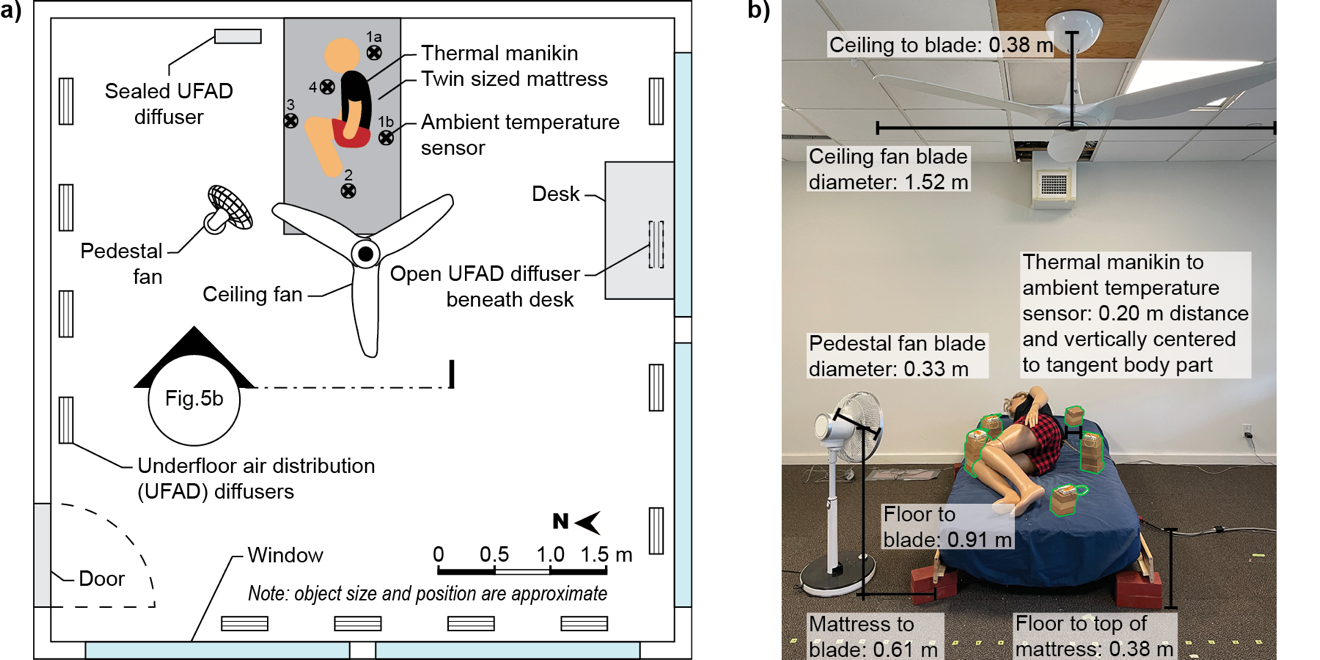 a)
1a
Thermal manikin
Twin sized mattress
4
3
1b
Ambient temperature
sensor
2
Sealed UFAD
diffuser
Desk
Pedestal
fan
Ceiling fan
Open UFAD diffuser
beneath desk
Fig.5b
Underfloor air distribution
(UFAD) diffusers
N
0 0.5 1.0 1.5 m
Note: object size and position are approximate
Window
Door
b)
Ceiling to blade: 0.38 m
Ceiling fan blade
diameter: 1.52 m
Thermal manikin to
ambient temperature
sensor: 0.20 m distance
and vertically centered
to tangent body part
Pedestal fan blade
diameter: 0.33 m
Floor to
blade: 0.91 m
Mattress to
blade: 0.61 m
Floor to top of
mattress: 0.38 m